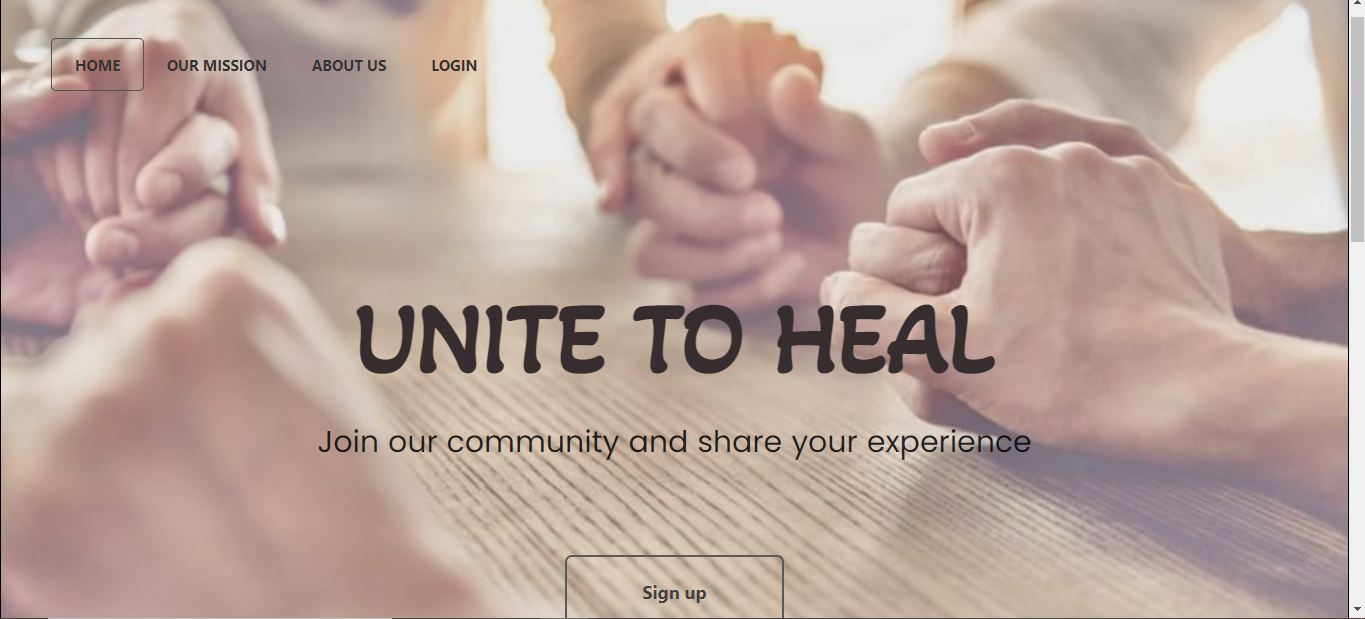 HOME OUR MISSION ABOUT US LOGIN
UNITE TO HEAL
Join our community and share your experience
Sign up